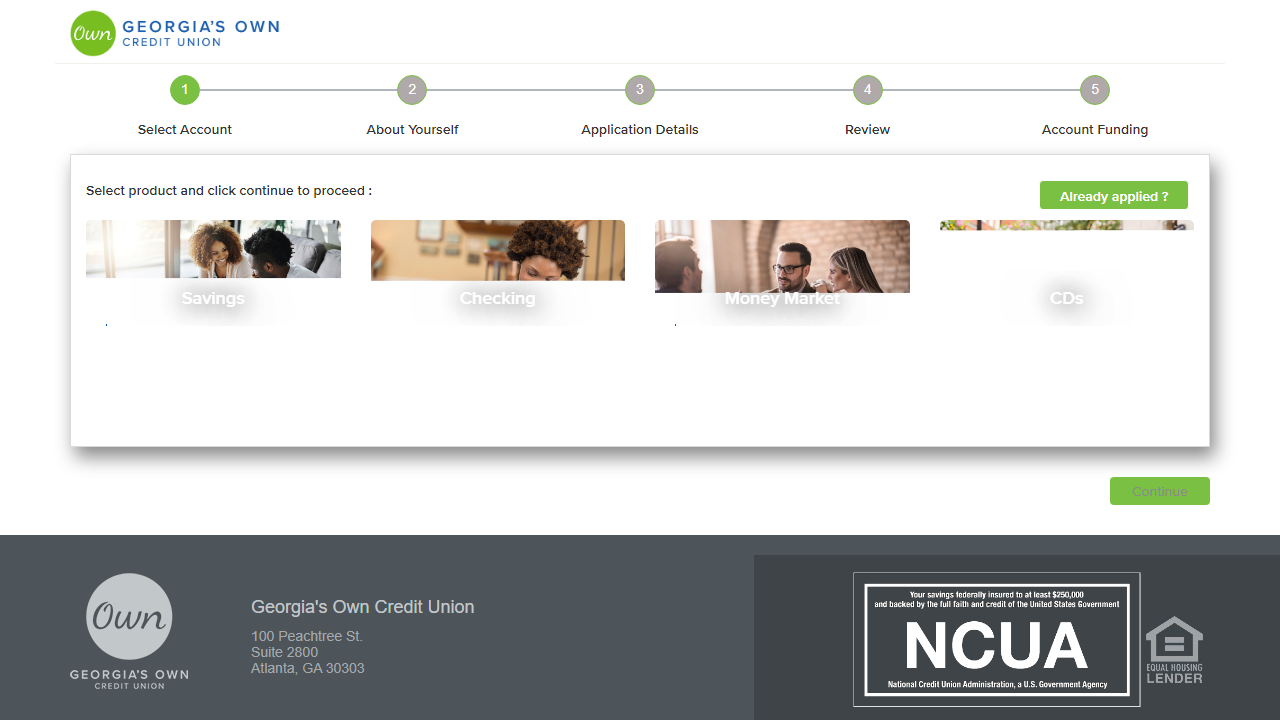 Own
GEORGIA'S OWN
CREDIT UNION
1
2
3
4
5
Select Account
About Yourself
Application Details
Review
Account Funding
Select product and click continue to proceed :
Already applied ?
Savings
Checking
Money Market
CDs
Continue
Own
GEORGIA'S OWN
CREDIT UNION
Georgia's Own Credit Union
100 Peachtree St.
Suite 2800
Atlanta, GA 30303
Your savings federally insured to at least $250,000
and backed by the full faith and credit of the United States Government
NCUA
National Credit Union Administration, a U.S. Government Agency
EQUAL HOUSING
LENDER